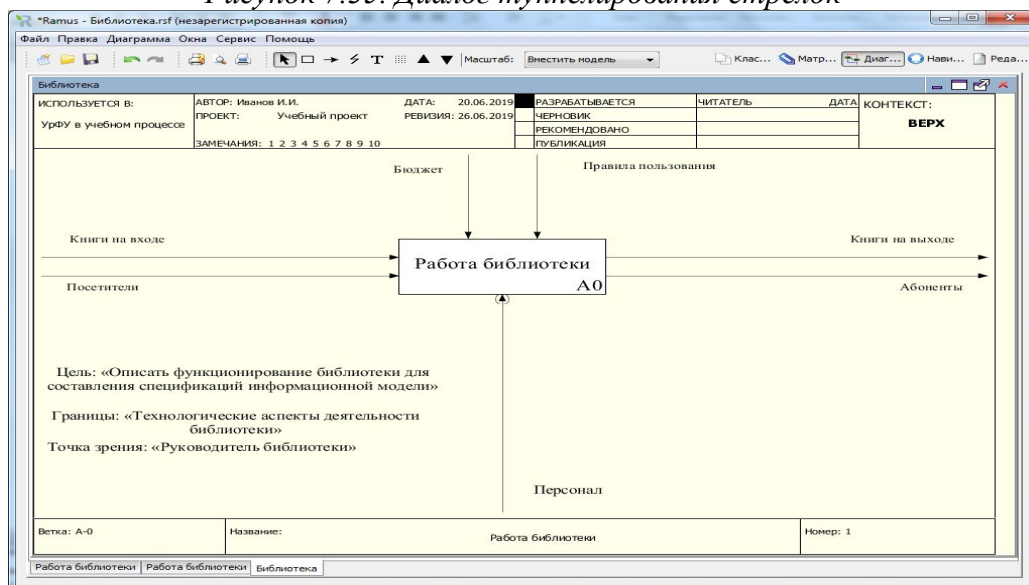 Рисунок 7.35. Диалог туннелирования стрелок
*Ramus - Библиотека.rsf (незарегистрированная копия)
Файл Правка Диаграмма Окна Сервис Помощь
T Масштаб: Вместить модель Клас... Матр... Диаг... Нави... Реда...
Библиотека
ИСПОЛЬЗУЕТСЯ В: АВТОР: Иванов И.И. ДАТА: 20.06.2019 РАЗРАБАТЫВАЕТСЯ ЧИТАТЕЛЬ ДАТА КОНТЕКСТ:
УрФУ в учебном процессе ПРОЕКТ: Учебный проект РЕВИЗИЯ: 26.06.2019 ЧЕРНОВИК ВЕРХ
РЕКОМЕНДОВАНО
ЗАМЕЧАНИЯ: 1 2 3 4 5 6 7 8 9 10 ПУБЛИКАЦИЯ
Бюджет Правила пользования
Книги на входе Книги на выходе
Работа библиотеки
A0
Посетители Абоненты
Цель: «Описать функционирование библиотеки для
составления спецификаций информационной модели»
Границы: «Технологические аспекты деятельности
библиотеки»
Точка зрения: «Руководитель библиотеки»
Персонал
Ветка: A-0 Название: Работа библиотеки Номер: 1
Работа библиотеки Работа библиотеки Библиотека